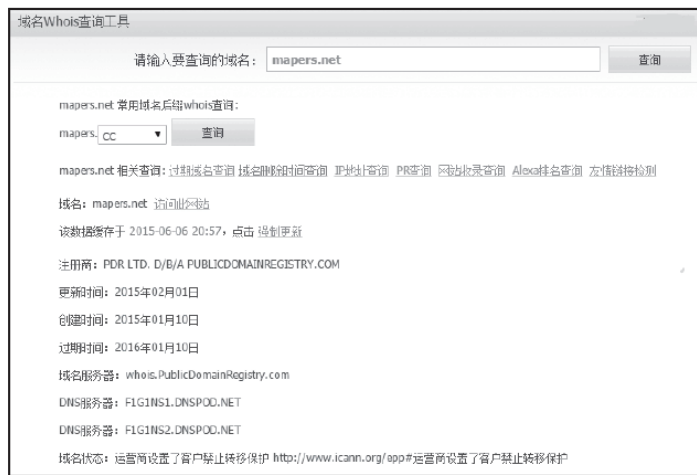 域名Whois查询工具
请输入要查询的域名: mapers.net 查询
mapers.net 常用域名后缀whois查询:
mapers. CC 查询
mapers.net 相关查询: 过期域名查询 域名删除时间查询 IP地址查询 PR查询 网站收录查询 Alexa排名查询 友情链接检测
域名: mapers.net 访问此网站
该数据缓存于 2015-06-06 20:57, 点击 强制更新
注册商: PDR LTD. D/B/A PUBLICDOMAINREGISTRY.COM
更新时间: 2015年02月01日
创建时间: 2015年01月10日
过期时间: 2016年01月10日
域名服务器: whois.PublicDomainRegistry.com
DNS服务器: F1G1NS1.DNSPOD.NET
DNS服务器: F1G1NS2.DNSPOD.NET
域名状态: 运营商设置了客户禁止转移保护 http://www.icann.org/epp#运营商设置了客户禁止转移保护